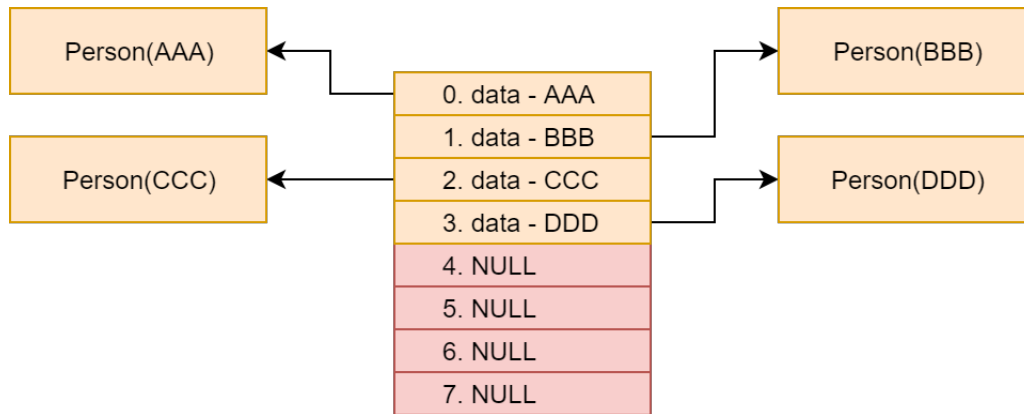 Person(AAA)
Person(BBB)
0. data - AAA
1. data - BBB
Person(CCC)
2. data - CCC
Person(DDD)
3. data - DDD
4. NULL
5. NULL
6. NULL
7. NULL